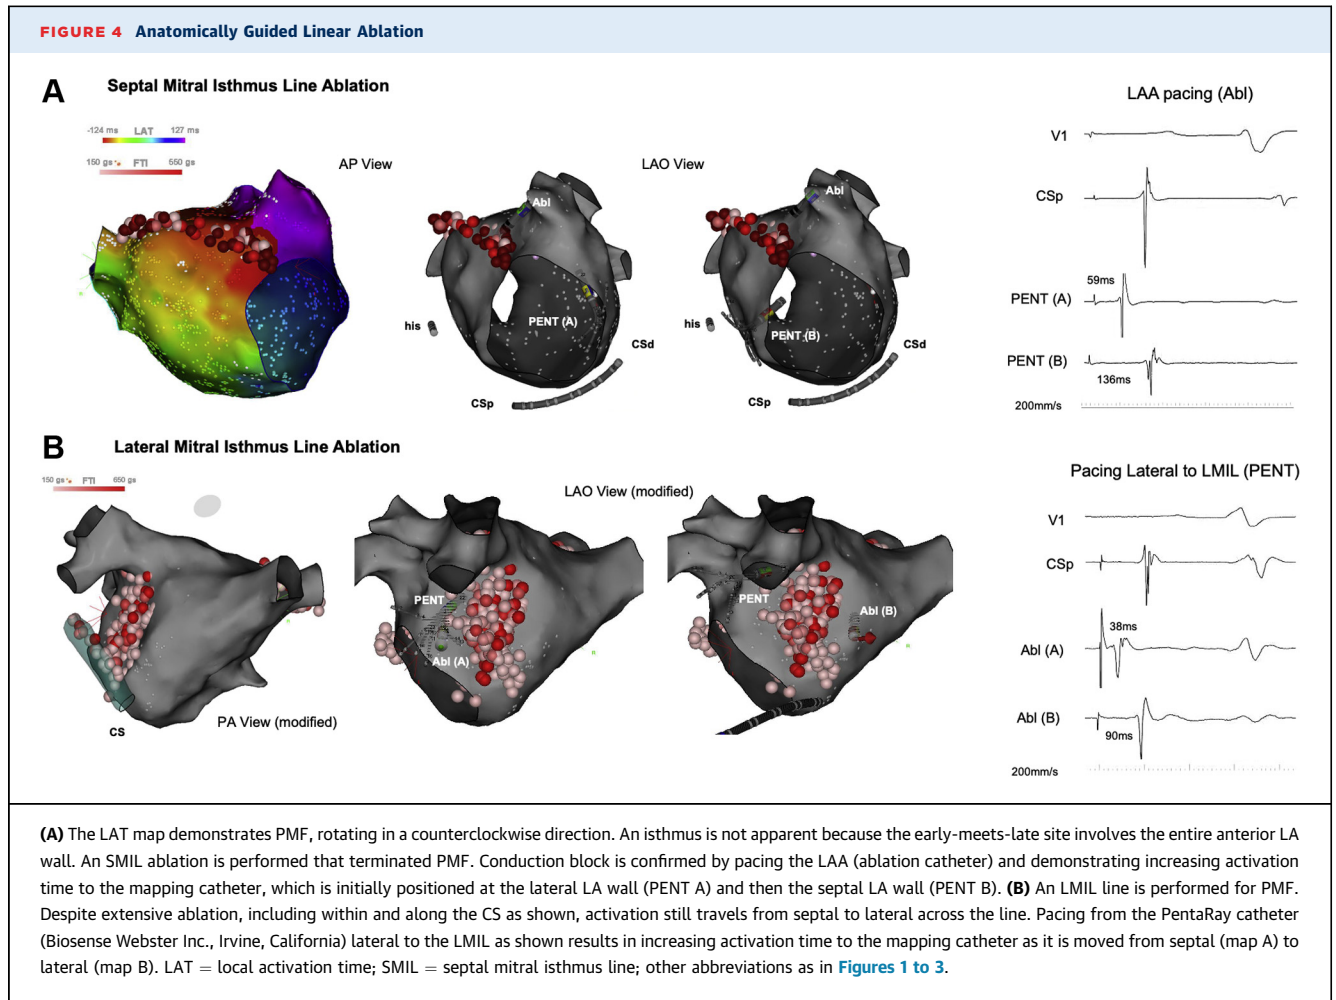 FIGURE 4 Anatomically Guided Linear Ablation
A
Septal Mitral Isthmus Line Ablation
-124 ms LAT 127 ms
150 gs FTI 550 gs
AP View
LAO View
Abl
his
PENT (A)
CSd
CSp
Abl
his
PENT (B)
CSd
CSp
LAA pacing (Abl)
V1
CSp
59ms
PENT (A)
PENT (B)
136ms
200mm/s
B
Lateral Mitral Isthmus Line Ablation
150 gs FTI 650 gs
CS
PA View (modified)
LAO View (modified)
PENT
Abl (A)
PENT
Abl (B)
Pacing Lateral to LMIL (PENT)
V1
CSp
38ms
Abl (A)
Abl (B)
90ms
200mm/s
(A) The LAT map demonstrates PMF, rotating in a counterclockwise direction. An isthmus is not apparent because the early-meets-late site involves the entire anterior LA
wall. An SMIL ablation is performed that terminated PMF. Conduction block is confirmed by pacing the LAA (ablation catheter) and demonstrating increasing activation
time to the mapping catheter, which is initially positioned at the lateral LA wall (PENT A) and then the septal LA wall (PENT B). (B) An LMIL line is performed for PMF.
Despite extensive ablation, including within and along the CS as shown, activation still travels from septal to lateral across the line. Pacing from the PentaRay catheter
(Biosense Webster Inc., Irvine, California) lateral to the LMIL as shown results in increasing activation time to the mapping catheter as it is moved from septal (map A) to
lateral (map B). LAT = local activation time; SMIL = septal mitral isthmus line; other abbreviations as in Figures 1 to 3.